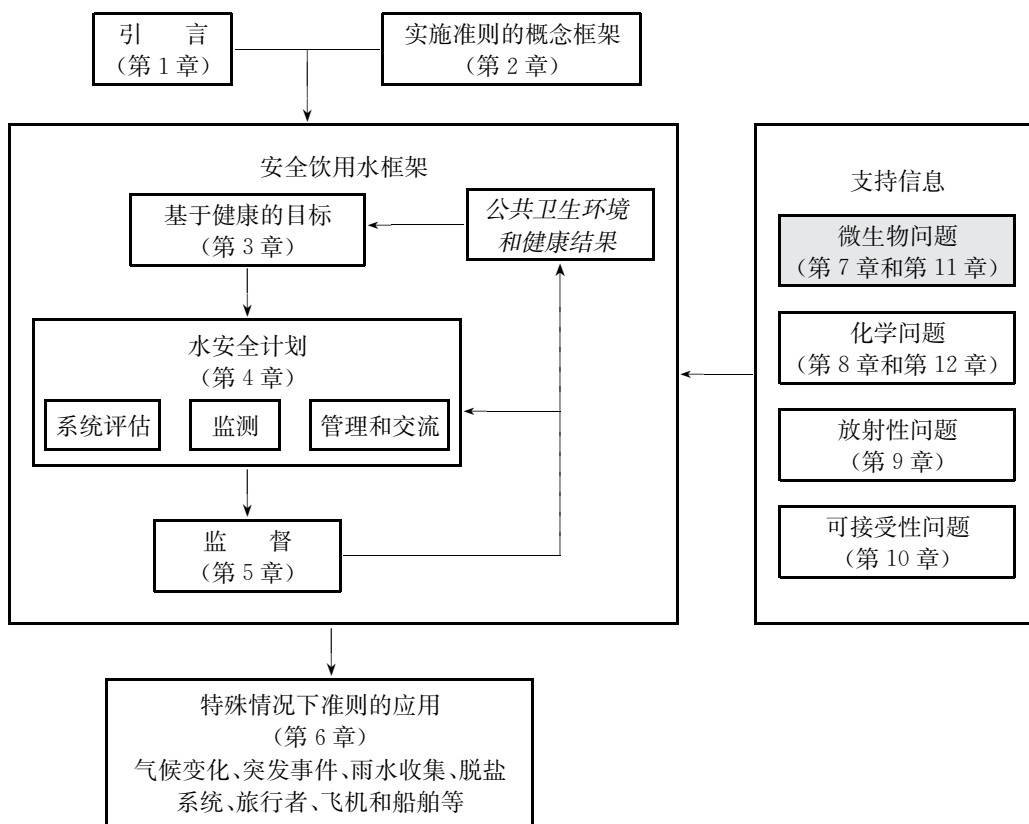 引　　言
（第 1 章）
实施准则的概念框架
（第 2 章）
安全饮用水框架
基于健康的目标
（第 3 章）
公共卫生环境
和健康结果
水安全计划
（第 4 章）
系统评估
监测
管理和交流
监　　督
（第 5 章）
支持信息
微生物问题
（第 7 章和第 11 章）
化学问题
（第 8 章和第 12 章）
放射性问题
（第 9 章）
可接受性问题
（第 10 章）
特殊情况下准则的应用
（第 6 章）
气候变化、突发事件、雨水收集、脱盐
系统、旅行者、飞机和船舶等